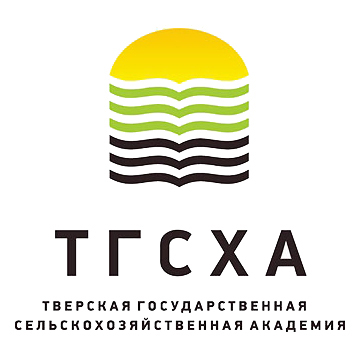 ТГСХА
ТВЕРСКАЯ ГОСУДАРСТВЕННАЯ
СЕЛЬСКОХОЗЯЙСТВЕННАЯ АКАДЕМИЯ